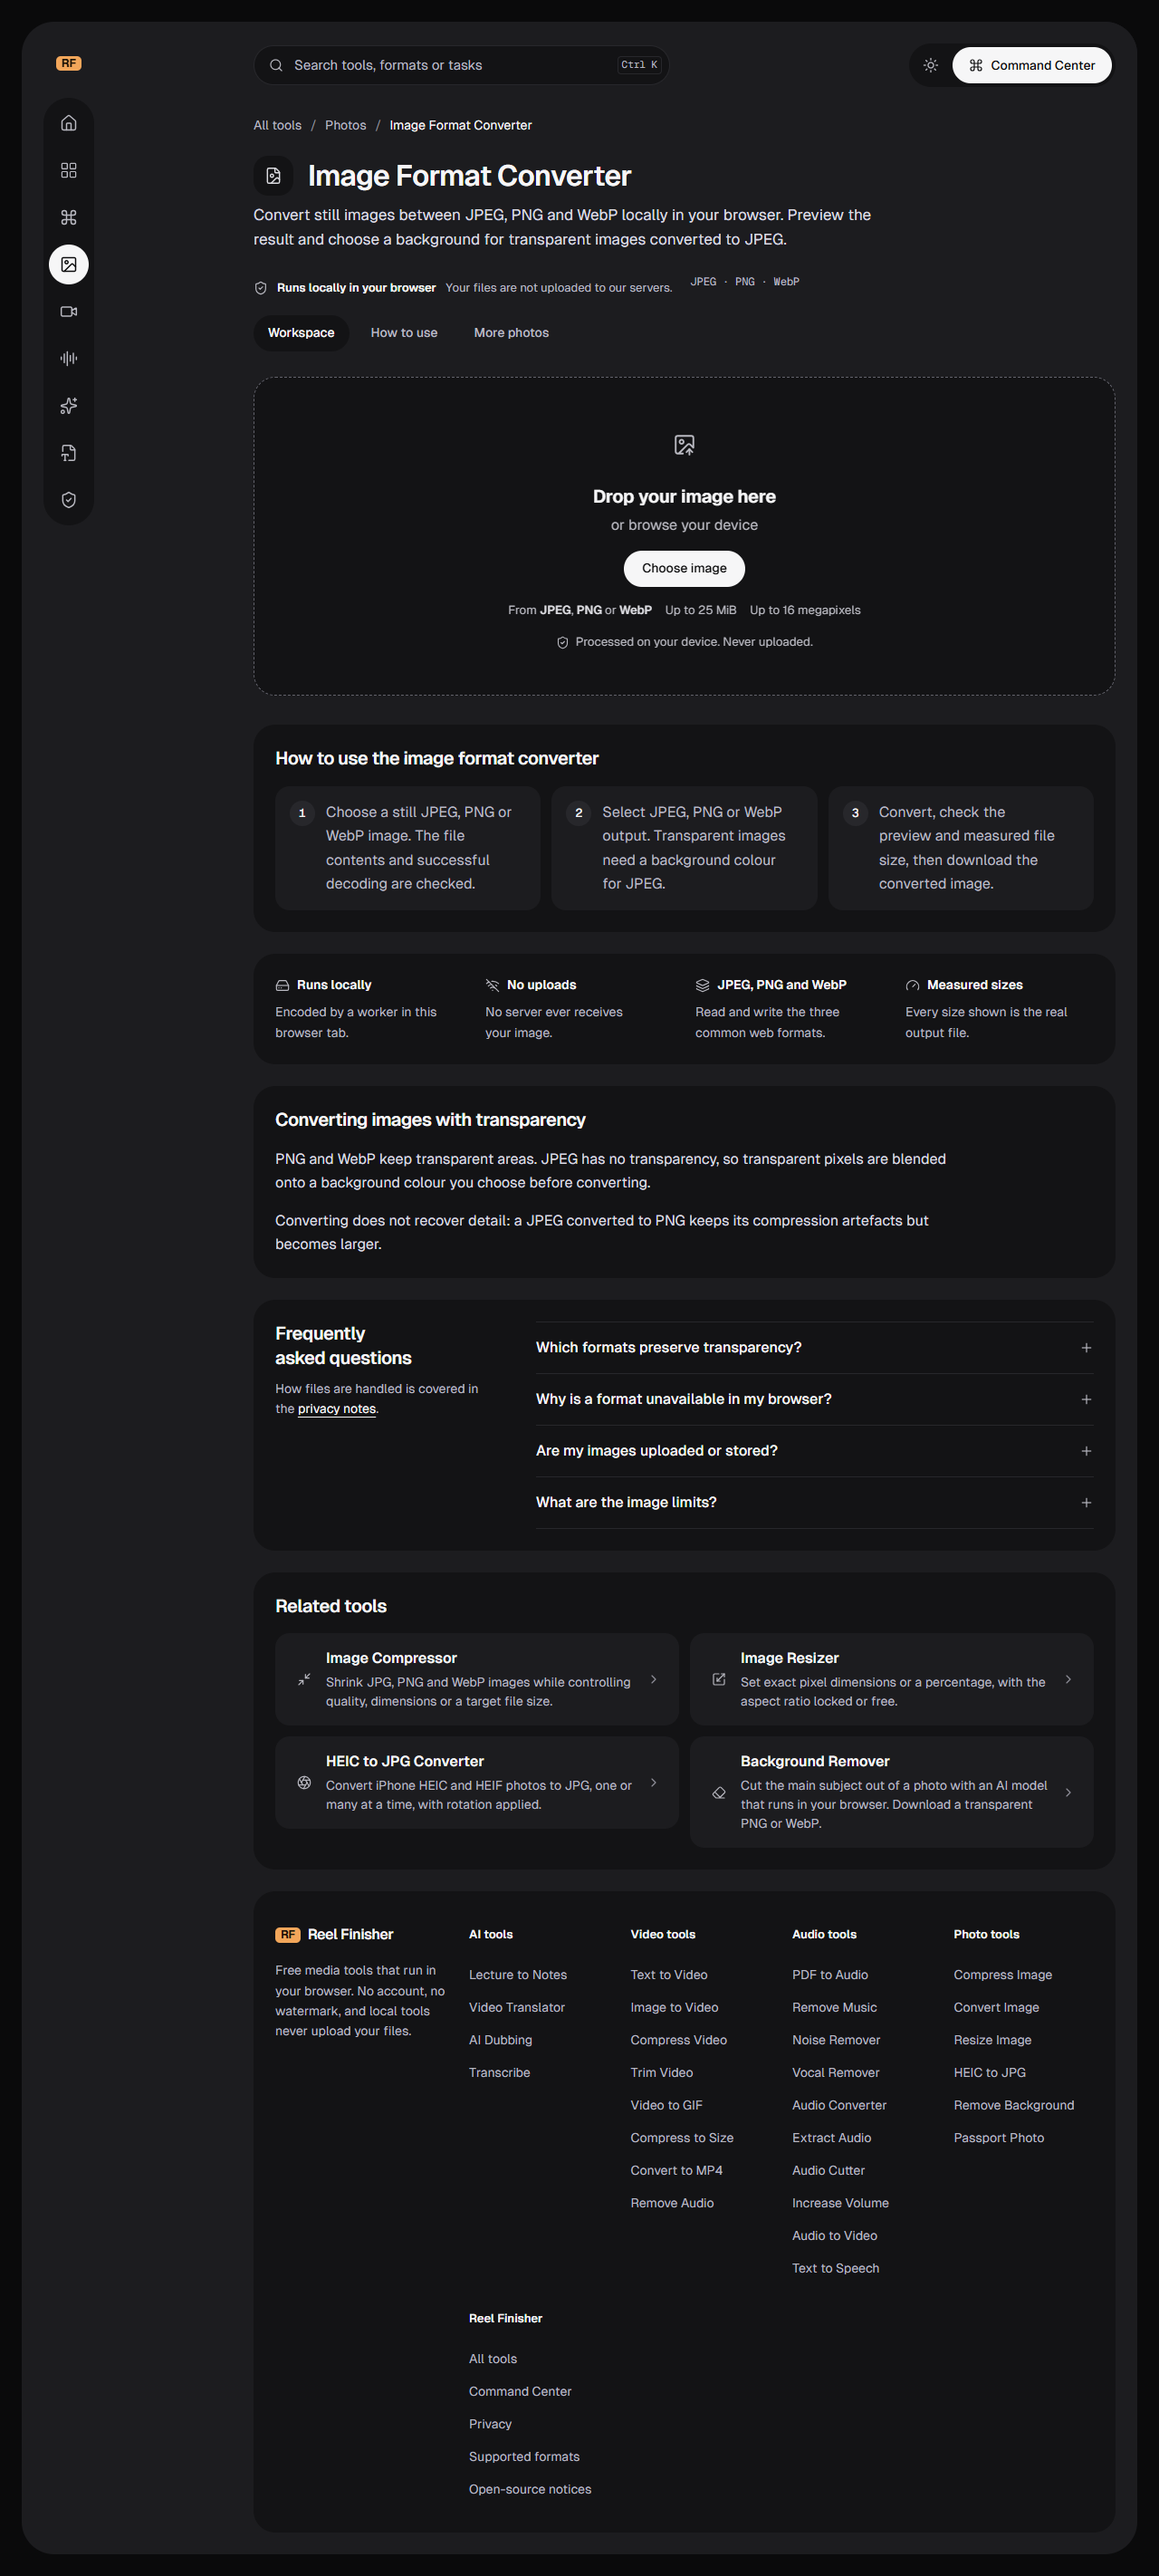 RF
Search tools, formats or tasks
Ctrl K
Command Center
All tools / Photos / Image Format Converter
Image Format Converter
Convert still images between JPEG, PNG and WebP locally in your browser. Preview the
result and choose a background for transparent images converted to JPEG.
Runs locally in your browser Your files are not uploaded to our servers.
JPEG · PNG · WebP
Workspace
How to use
More photos
Drop your image here
or browse your device
Choose image
From JPEG, PNG or WebP Up to 25 MiB Up to 16 megapixels
Processed on your device. Never uploaded.
How to use the image format converter
1
Choose a still JPEG, PNG or
WebP image. The file
contents and successful
decoding are checked.
2
Select JPEG, PNG or WebP
output. Transparent images
need a background colour
for JPEG.
3
Convert, check the
preview and measured file
size, then download the
converted image.
Runs locally
Encoded by a worker in this
browser tab.
No uploads
No server ever receives
your image.
JPEG, PNG and WebP
Read and write the three
common web formats.
Measured sizes
Every size shown is the real
output file.
Converting images with transparency
PNG and WebP keep transparent areas. JPEG has no transparency, so transparent pixels are blended
onto a background colour you choose before converting.
Converting does not recover detail: a JPEG converted to PNG keeps its compression artefacts but
becomes larger.
Frequently
asked questions
How files are handled is covered in
the privacy notes.
Which formats preserve transparency?
Why is a format unavailable in my browser?
Are my images uploaded or stored?
What are the image limits?
Related tools
Image Compressor
Shrink JPG, PNG and WebP images while controlling
quality, dimensions or a target file size.
Image Resizer
Set exact pixel dimensions or a percentage, with the
aspect ratio locked or free.
HEIC to JPG Converter
Convert iPhone HEIC and HEIF photos to JPG, one or
many at a time, with rotation applied.
Background Remover
Cut the main subject out of a photo with an AI model
that runs in your browser. Download a transparent
PNG or WebP.
RF Reel Finisher
Free media tools that run in
your browser. No account, no
watermark, and local tools
never upload your files.
AI tools
Lecture to Notes
Video Translator
AI Dubbing
Transcribe
Video tools
Text to Video
Image to Video
Compress Video
Trim Video
Video to GIF
Compress to Size
Convert to MP4
Remove Audio
Audio tools
PDF to Audio
Remove Music
Noise Remover
Vocal Remover
Audio Converter
Extract Audio
Audio Cutter
Increase Volume
Audio to Video
Text to Speech
Photo tools
Compress Image
Convert Image
Resize Image
HEIC to JPG
Remove Background
Passport Photo
Reel Finisher
All tools
Command Center
Privacy
Supported formats
Open-source notices